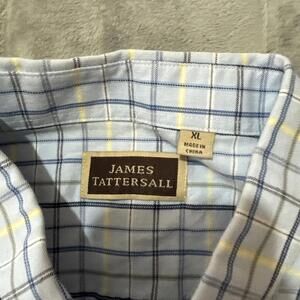 XL
MADE IN
CHINA
JAMES
TATTERSALL